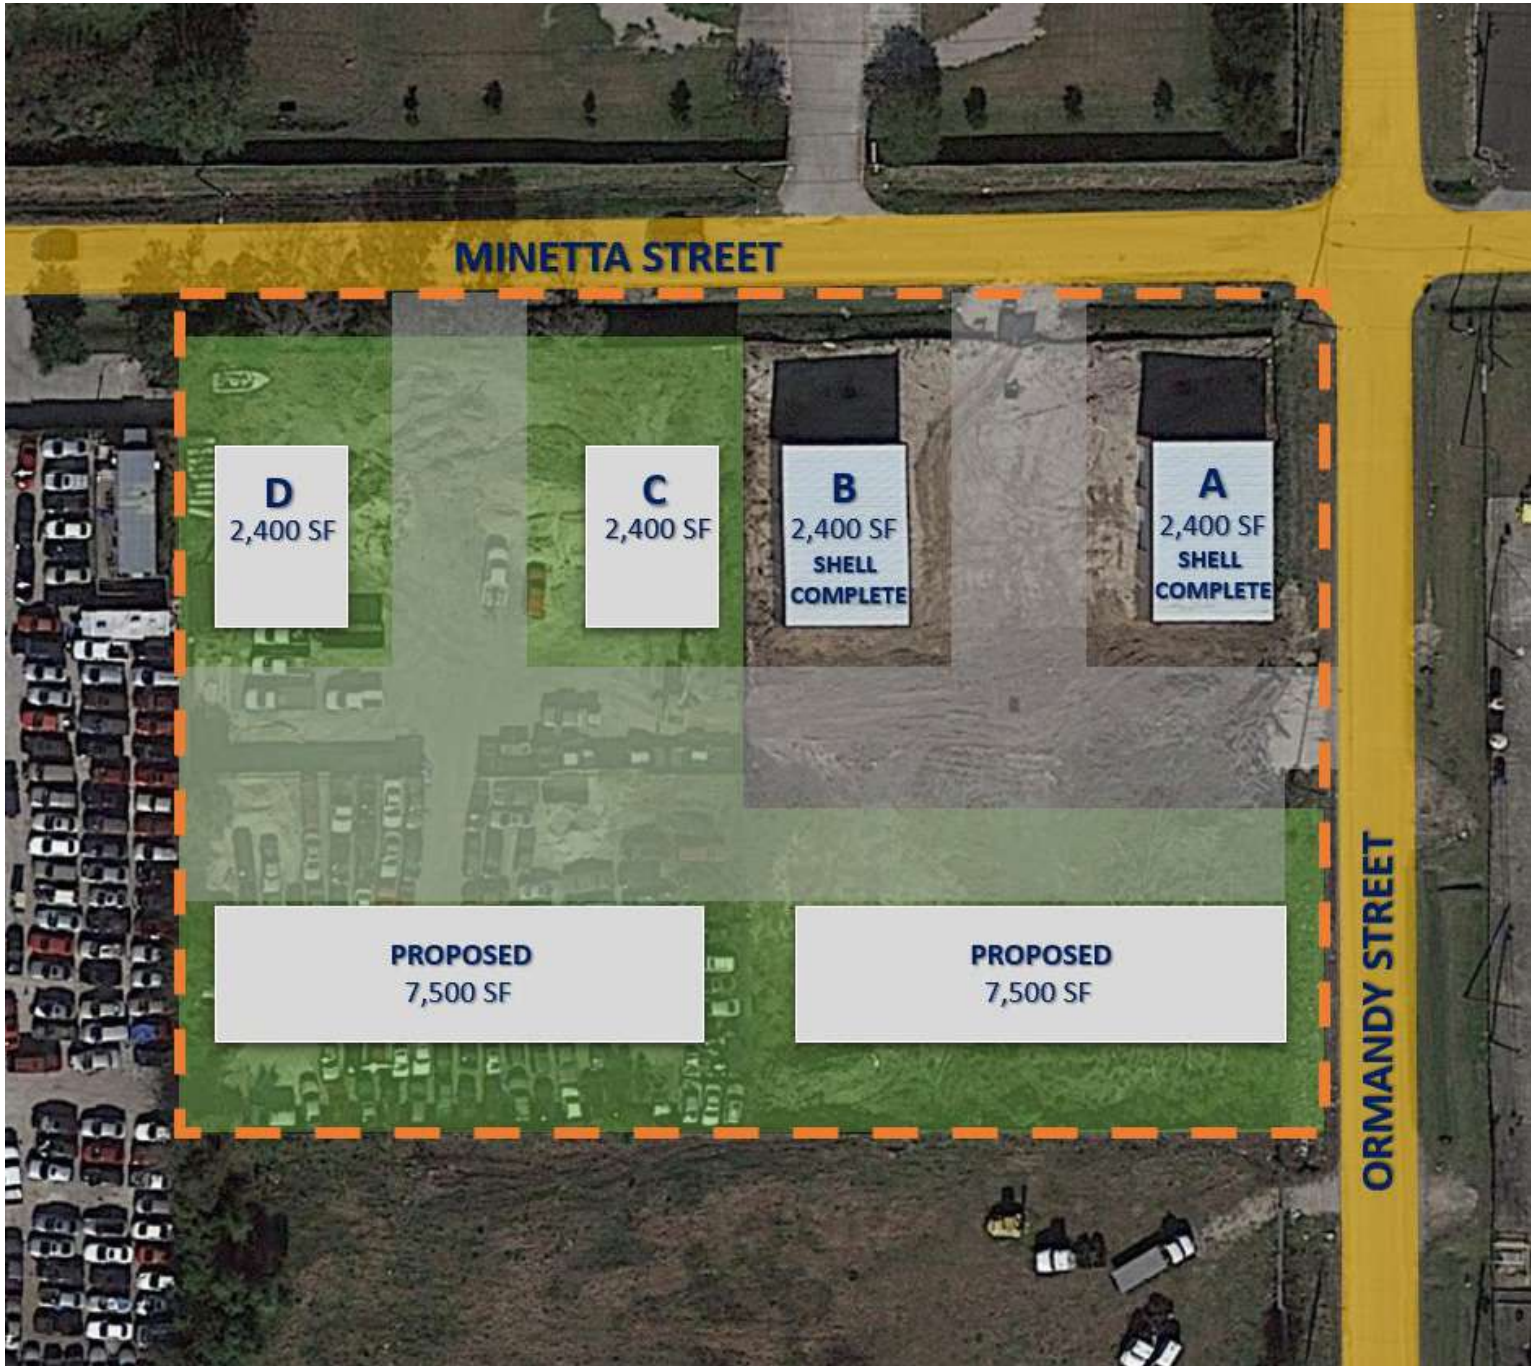 MINETTA STREET
D
2,400 SF
C
2,400 SF
B
2,400 SF
SHELL
COMPLETE
A
2,400 SF
SHELL
COMPLETE
PROPOSED
7,500 SF
PROPOSED
7,500 SF
ORMANDY STREET